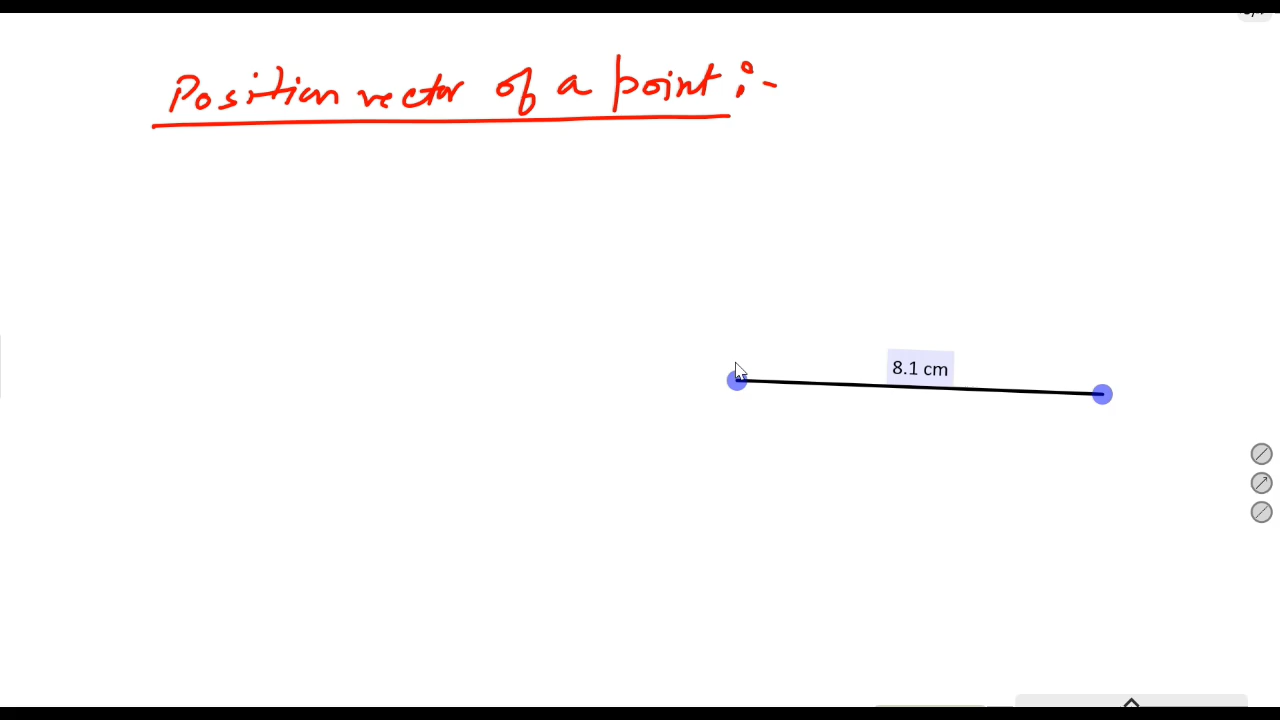 Position vector of a point :-
8.1 cm